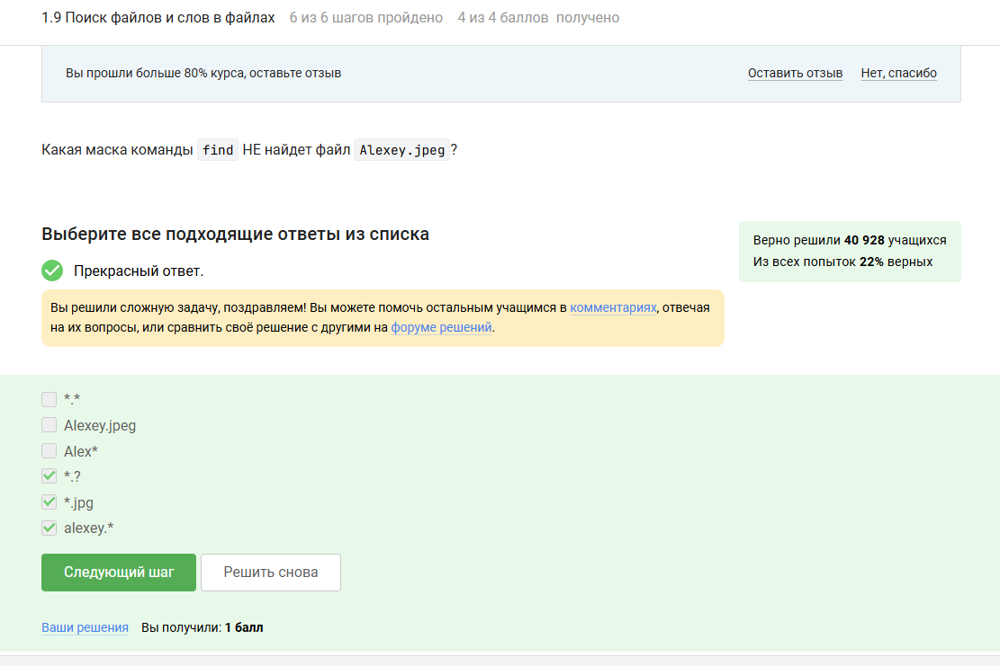 1.9 Поиск файлов и слов в файлах 6 из 6 шагов пройдено 4 из 4 баллов получено
Вы прошли больше 80% курса, оставьте отзыв Оставить отзыв Нет, спасибо
Какая маска команды find НЕ найдет файл Alexey.jpeg?
Выберите все подходящие ответы из списка
Верно решили 40 928 учащихся
Из всех попыток 22% верных
Прекрасный ответ.
Вы решили сложную задачу, поздравляем! Вы можете помочь остальным учащимся в комментариях, отвечая
на их вопросы, или сравнить своё решение с другими на форуме решений.
*.*
Alexey.jpeg
Alex*
*.?
*.jpg
alexey.*
Следующий шаг Решить снова
Ваши решения Вы получили: 1 балл